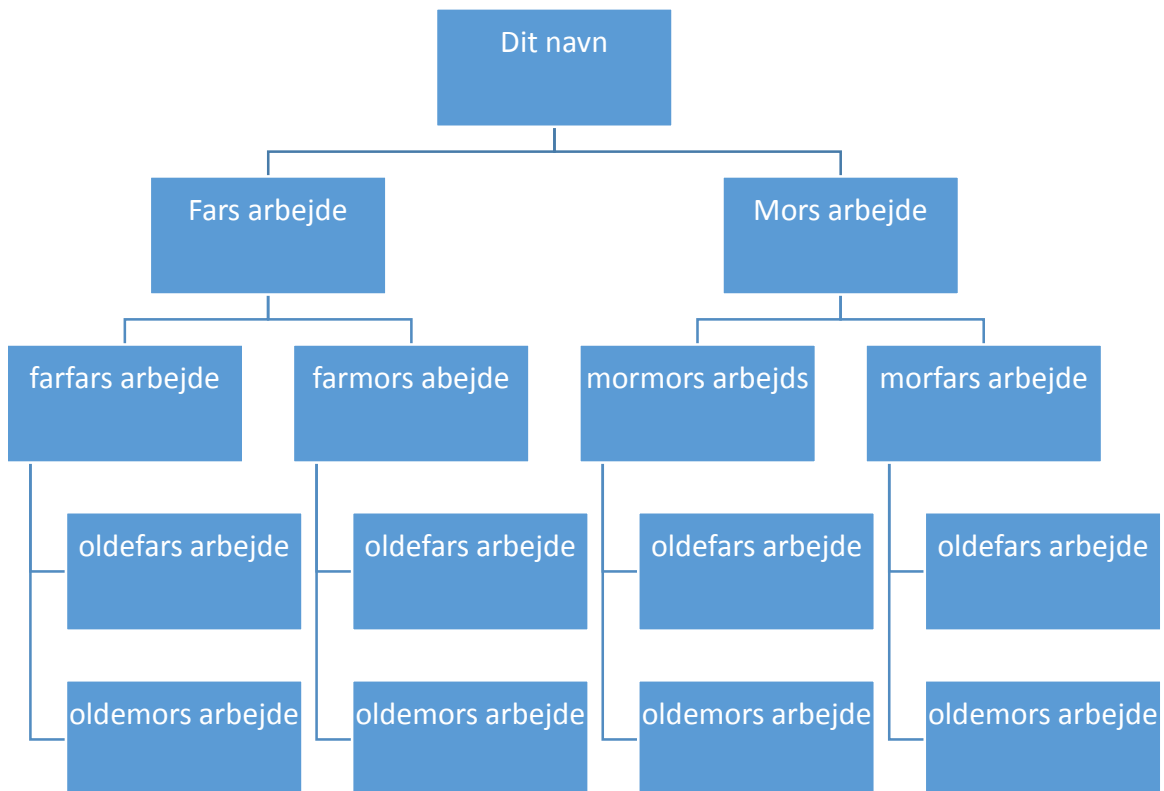 Dit navn
Fars arbejde
Mors arbejde
farfars arbejde
farmors abejde
mormors arbejds
morfars arbejde
oldefars arbejde
oldefars arbejde
oldefars arbejde
oldefars arbejde
oldemors arbejde
oldemors arbejde
oldemors arbejde
oldemors arbejde